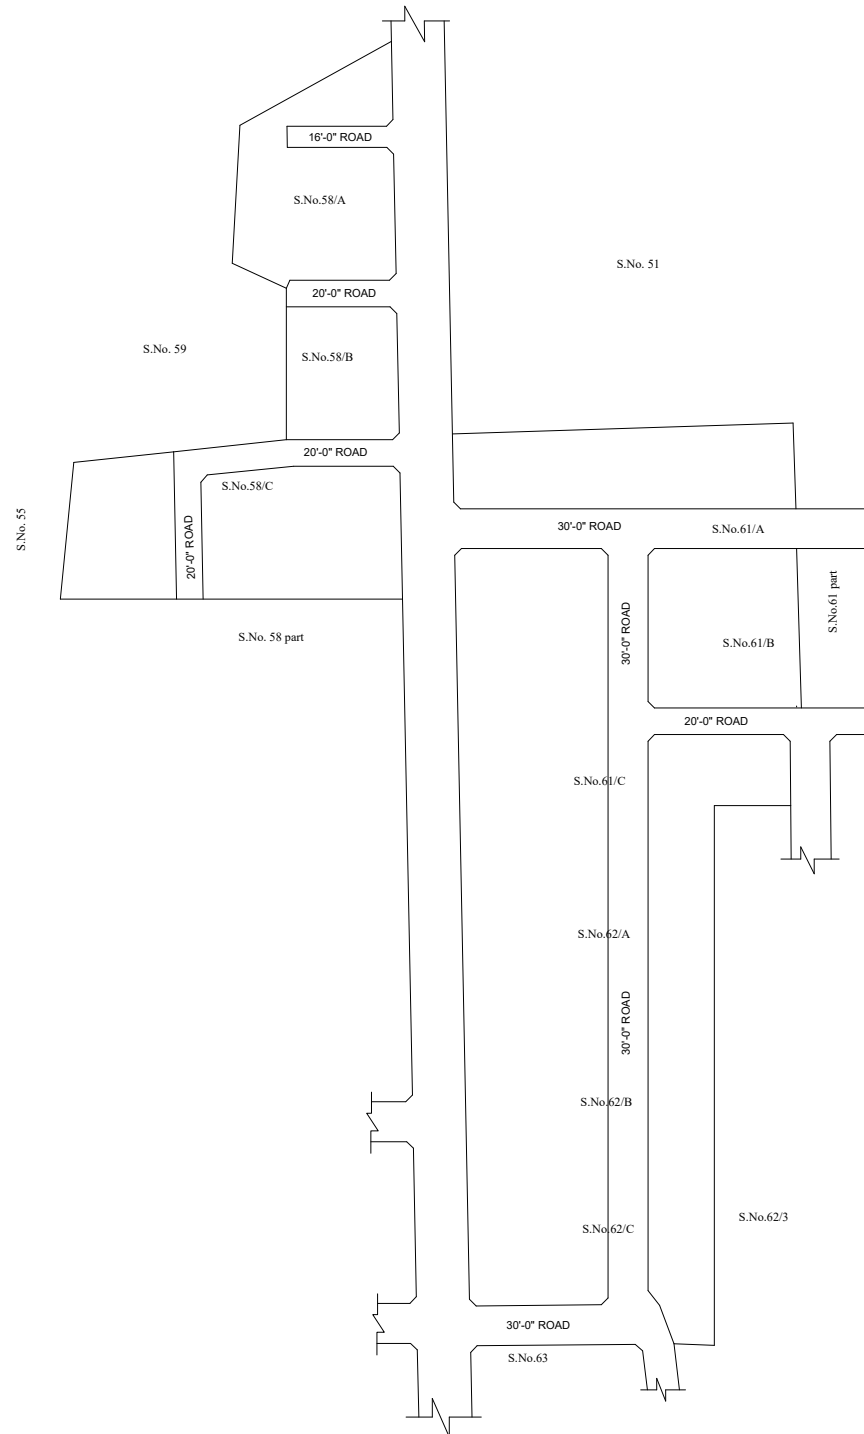 16'-0" ROAD
S.No.58/A
S.No. 51
20'-0" ROAD
S.No. 59
S.No.58/B
20'-0" ROAD
S.No.58/C
S.No. 55
20'-0" ROAD
30'-0" ROAD
S.No.61/A
S.No.61 part
30'-0" ROAD
S.No. 58 part
S.No.61/B
20'-0" ROAD
S.No.61/C
S.No.62/A
30'-0" ROAD
S.No.62/B
S.No.62/3
S.No.62/C
30'-0" ROAD
S.No.63